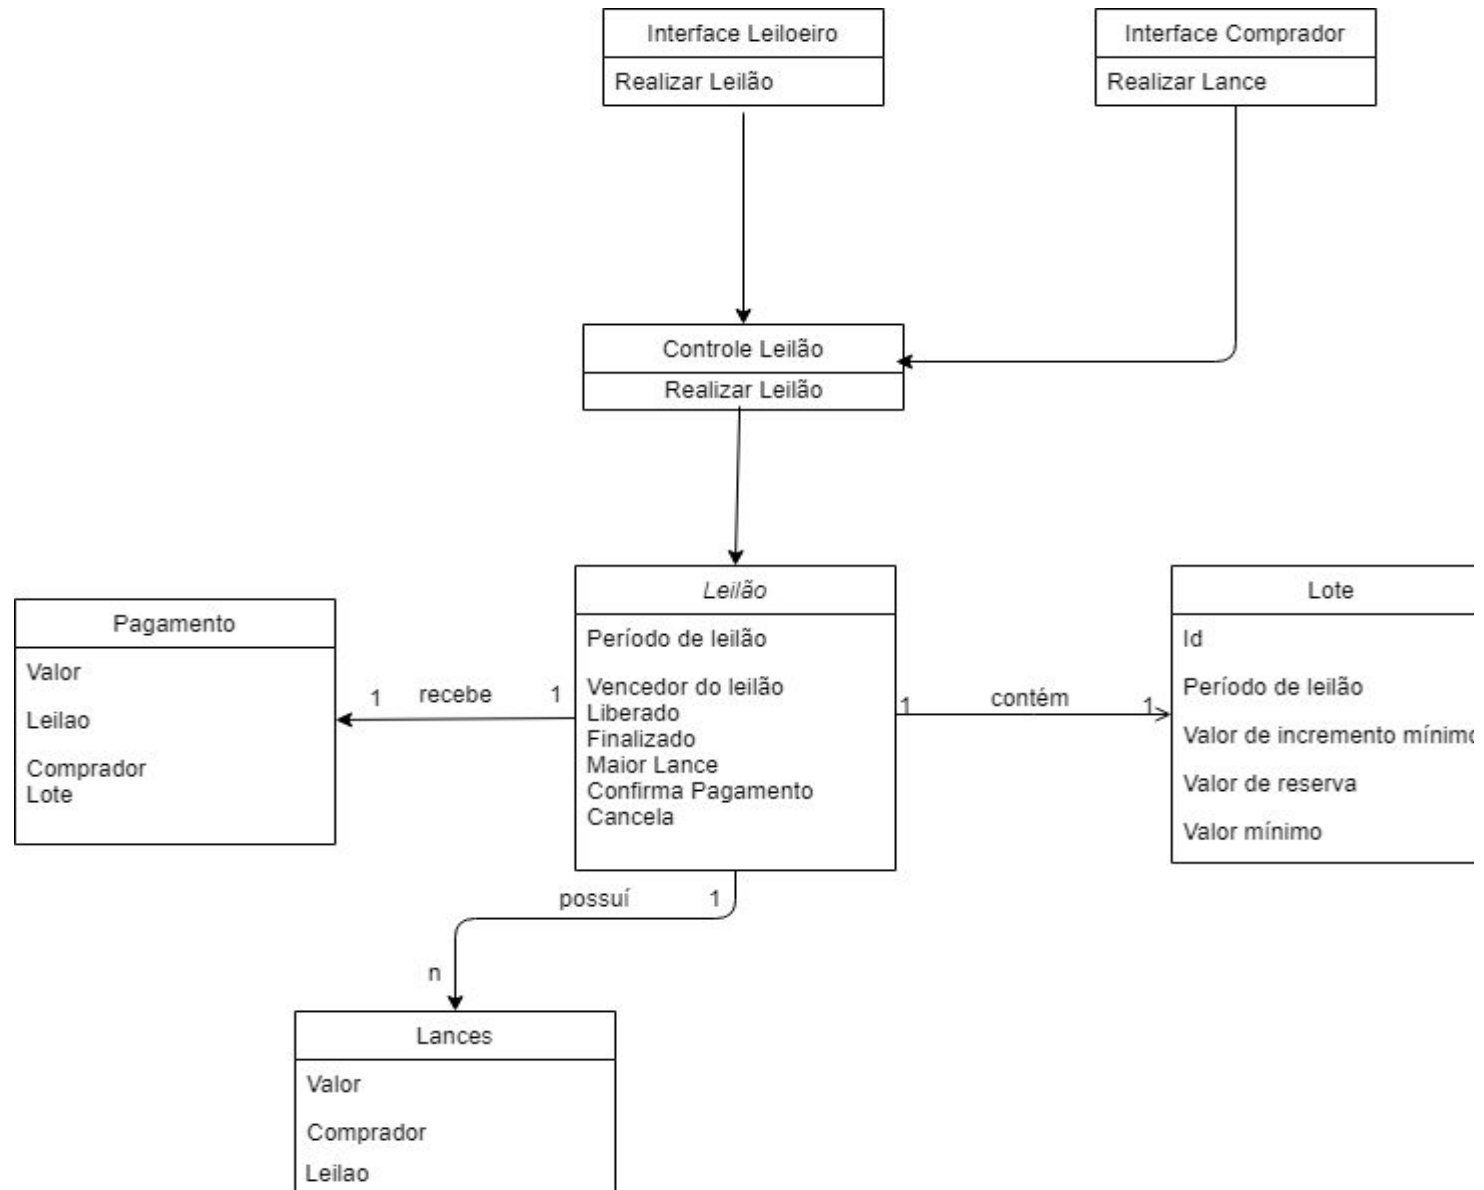 Interface Leiloeiro
Realizar Leilão
Interface Comprador
Realizar Lance
Controle Leilão
Realizar Leilão
Pagamento
Valor
Leilao
Comprador
Lote
1 recebe 1
Leilão
Período de leilão
Vencedor do leilão
Liberado
Finalizado
Maior Lance
Confirma Pagamento
Cancela
1 contém 1
Lote
Id
Período de leilão
Valor de incremento mínimo
Valor de reserva
Valor mínimo
possuí 1
n
Lances
Valor
Comprador
Leilao